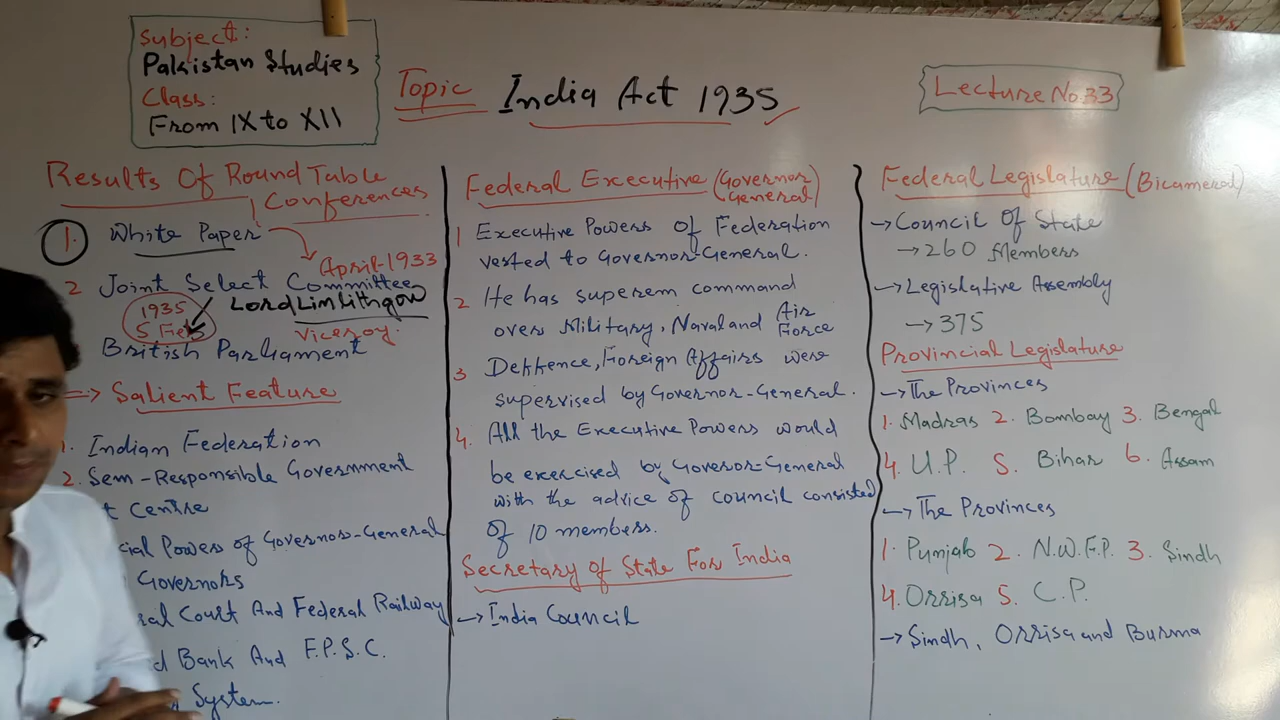 Subject:
Pakistan Studies
Class:
From IX to XII
Topic India Act 1935
Lecture No.33
Results Of Round Table
Conferences
1. White Paper
April-1933
2 Joint Select Committee
1935
5 Feb
Lord Limlithgow
Viceroy.
British Parliament
=> Salient Feature
1. Indian Federation
2. Sem-Responsible Government
t Centre
cial Powers of Governor-General
Governors
ral Court And Federal Railway
d Bank And F.P.S.C.
System.
Federal Executive (Governor
General)
1 Executive Powers Of Federation
vested to Governor-General.
2 He has suprem command
over Military, Naval and Air
Force
3 Deffence, Foreign Affairs were
supervised by Governor-General.
4. All the Executive Powers would
be exercised by Goveror-General
with the advice of council consisted
of 10 members.
Secretary of State For India
→ India Council
Federal Legislature (Bicameral)
→ Council Of State
→ 260 Members
→ Legislative Assembly
→ 375
Provincial Legislature
→ The Provinces
1. Madras 2. Bombay 3. Bengal
4. U.P. 5. Bihar 6. Assam
→ The Provinces
1. Punjab 2. N.W.F.P. 3. Sindh
4. Orrisa 5. C.P.
→ Sindh, Orrisa and Burma